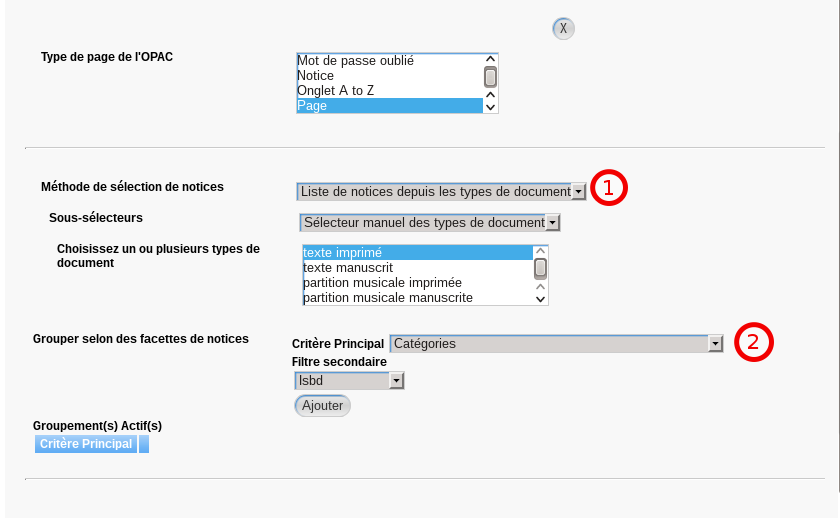 X
Type de page de l'OPAC
Mot de passe oublié
Notice
Onglet A to Z
Page
Méthode de sélection de notices
Liste de notices depuis les types de document
1
Sous-sélecteurs
Sélecteur manuel des types de document
Choisissez un ou plusieurs types de
document
texte imprimé
texte manuscrit
partition musicale imprimée
partition musicale manuscrite
Grouper selon des facettes de notices
Critère Principal
Catégories
2
Filtre secondaire
Isbd
Ajouter
Groupement(s) Actif(s)
Critère Principal